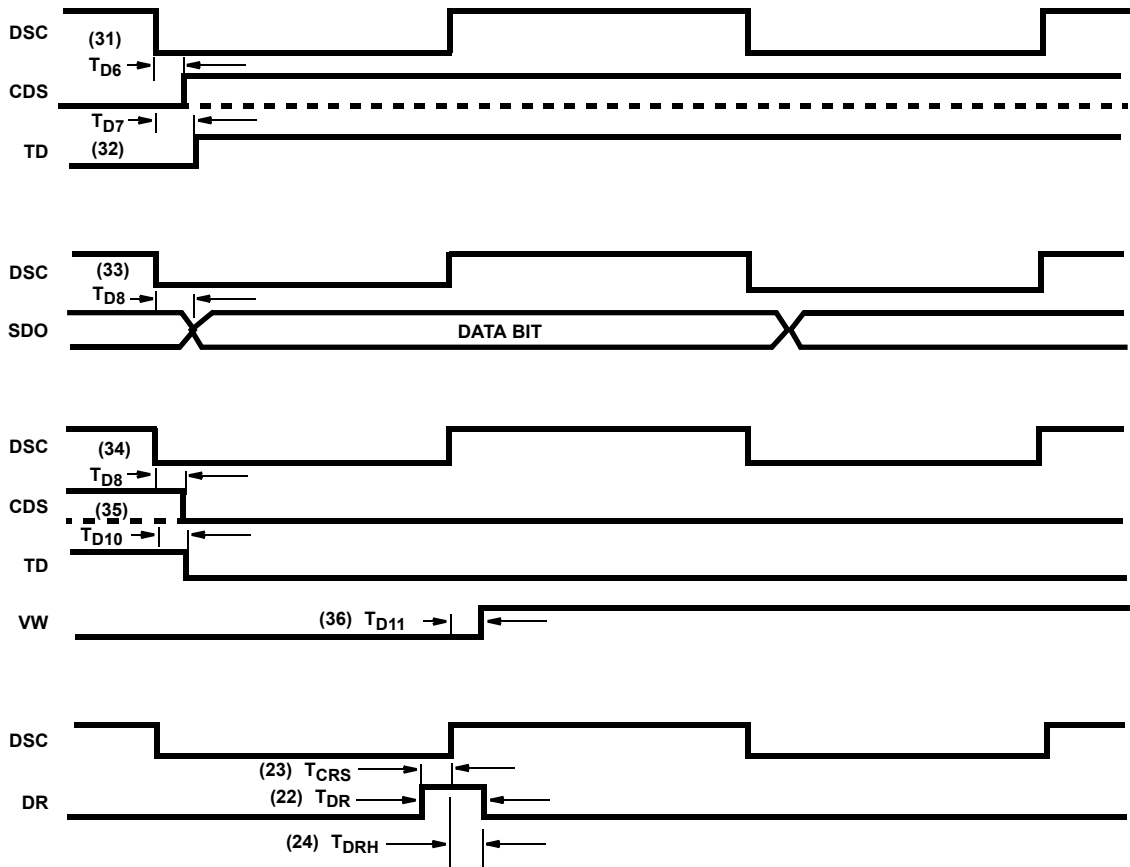 DSC
(31)
TD6
CDS
TD7
TD
(32)
DSC
(33)
TD8
SDO
DATA BIT
DSC
(34)
TD8
CDS
(35)
TD10
TD
VW
(36) TD11
DSC
(23) TCRS
DR
(22) TDR
(24) TDRH